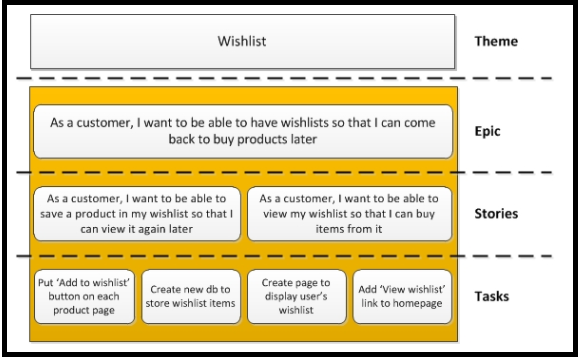 Wishlist
Theme
As a customer, I want to be able to have wishlists so that I can come
back to buy products later
Epic
As a customer, I want to be able to
save a product in my wishlist so that I
can view it again later
As a customer, I want to be able to
view my wishlist so that I can buy
items from it
Stories
Put ‘Add to wishlist’
button on each
product page
Create new db to
store wishlist items
Create page to
display user’s
wishlist
Add ‘View wishlist’
link to homepage
Tasks